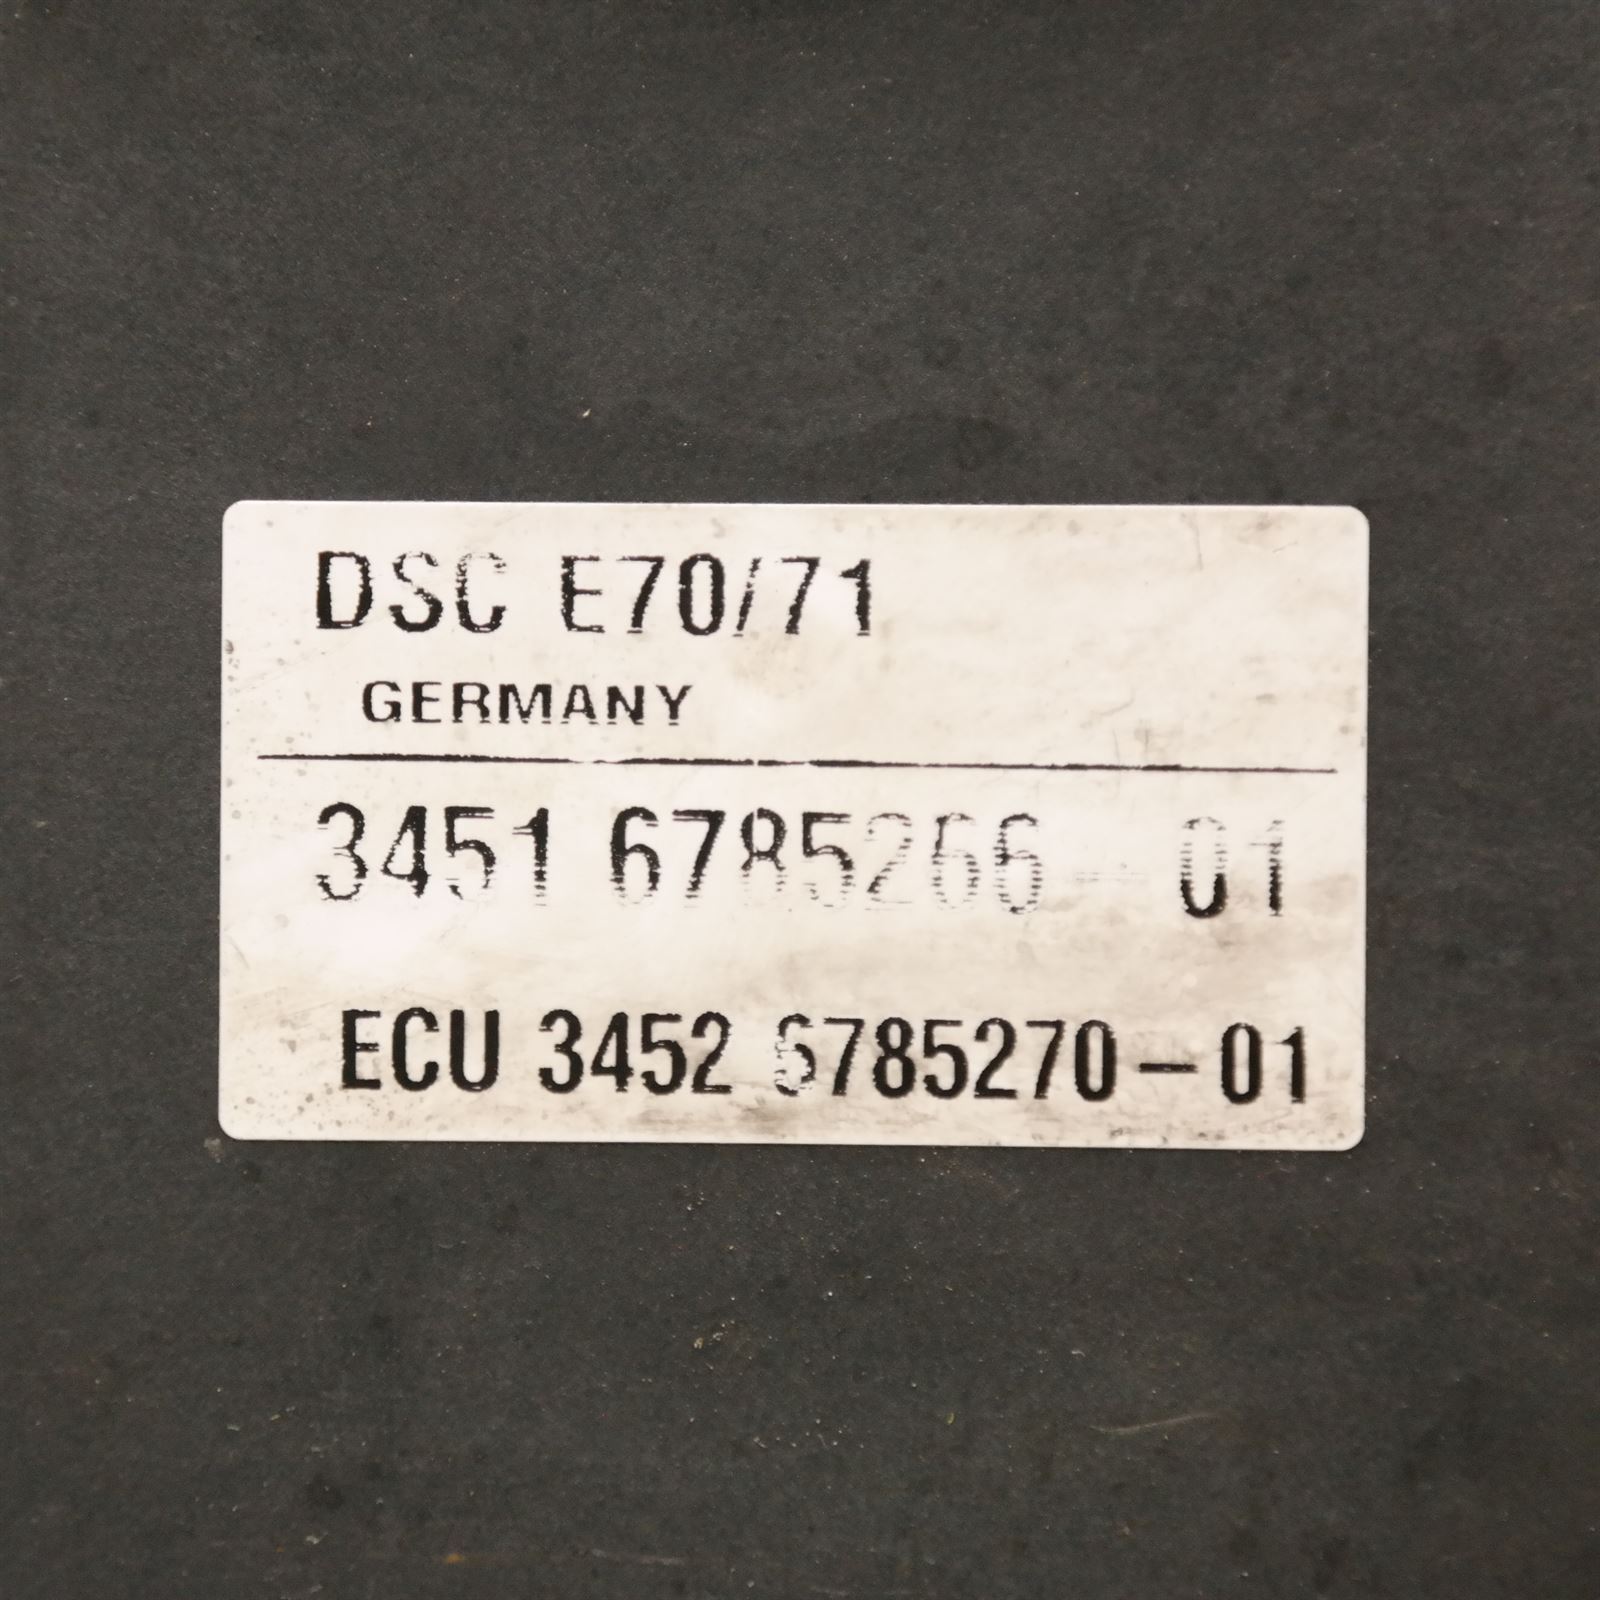 DSC E70/71
GERMANY
3451 6785266 - 01
ECU 3452 6785270-01